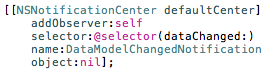 [[NSNotificationCenter defaultCenter]
addObserver:self
selector:@selector(dataChanged:)
name:DataModelChangedNotification
object:nil];